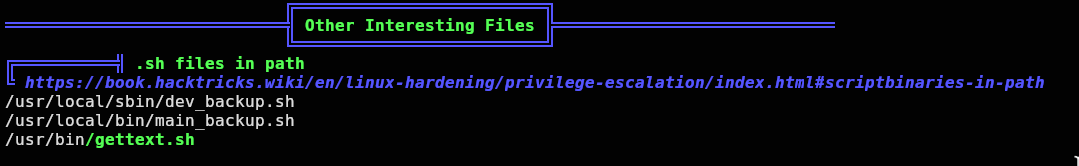 Other Interesting Files
.sh files in path
https://book.hacktricks.wiki/en/linux-hardening/privilege-escalation/index.html#scriptbinaries-in-path
/usr/local/sbin/dev_backup.sh
/usr/local/bin/main_backup.sh
/usr/bin/gettext.sh